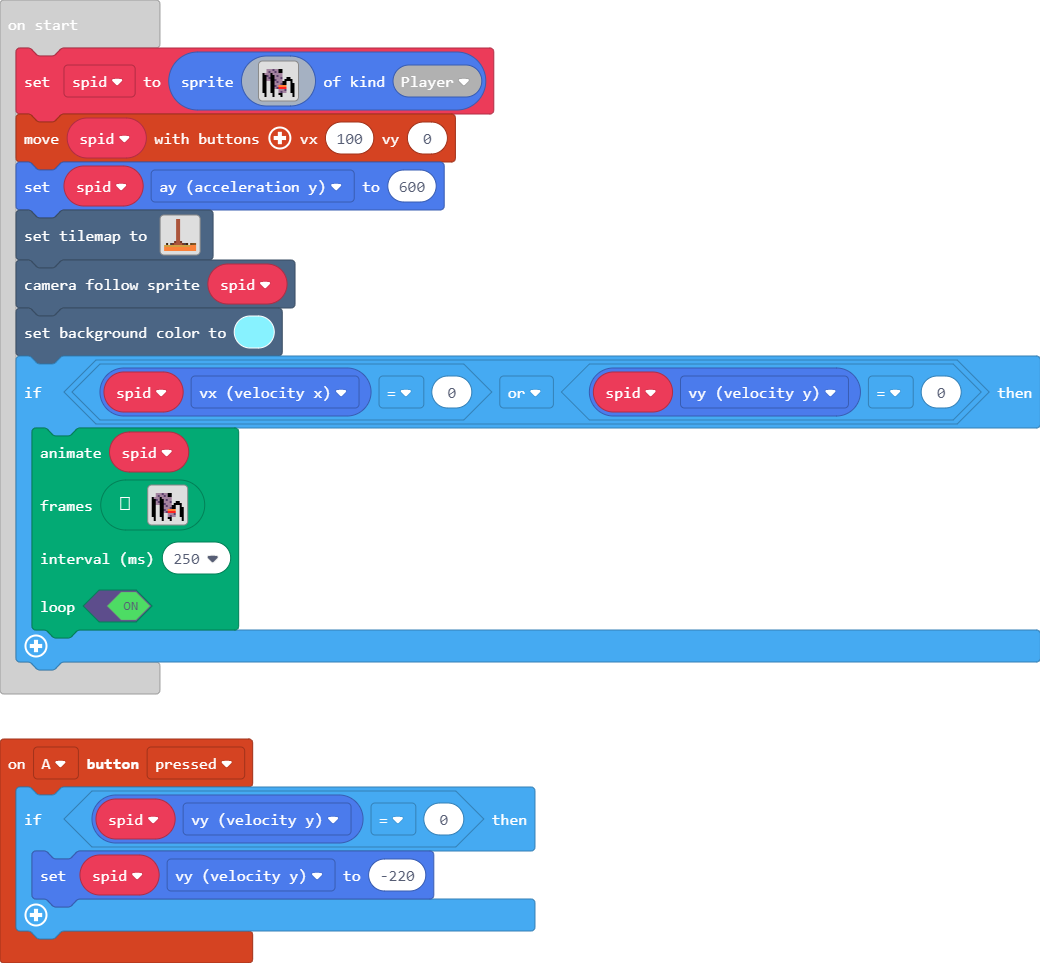 on start
set spid to sprite of kind Player
move spid with buttons vx 100 vy 0
set spid ay (acceleration y) to 600
set tilemap to
camera follow sprite spid
set background color to
if spid vx (velocity x) = 0 or spid vy (velocity y) = 0 then
animate spid
frames
interval (ms) 250
loop ON
on A button pressed
if spid vy (velocity y) = 0 then
set spid vy (velocity y) to -220